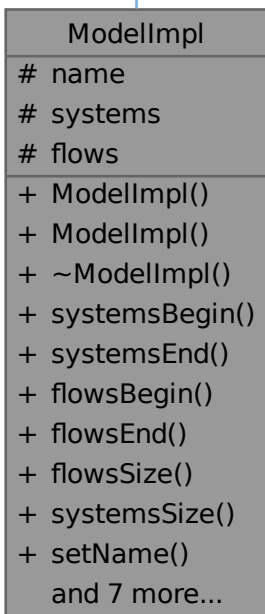 ModelImpl
# name
# systems
# flows
+ ModelImpl()
+ ModelImpl()
+ ~ModelImpl()
+ systemsBegin()
+ systemsEnd()
+ flowsBegin()
+ flowsEnd()
+ flowsSize()
+ systemsSize()
+ setName()
and 7 more...